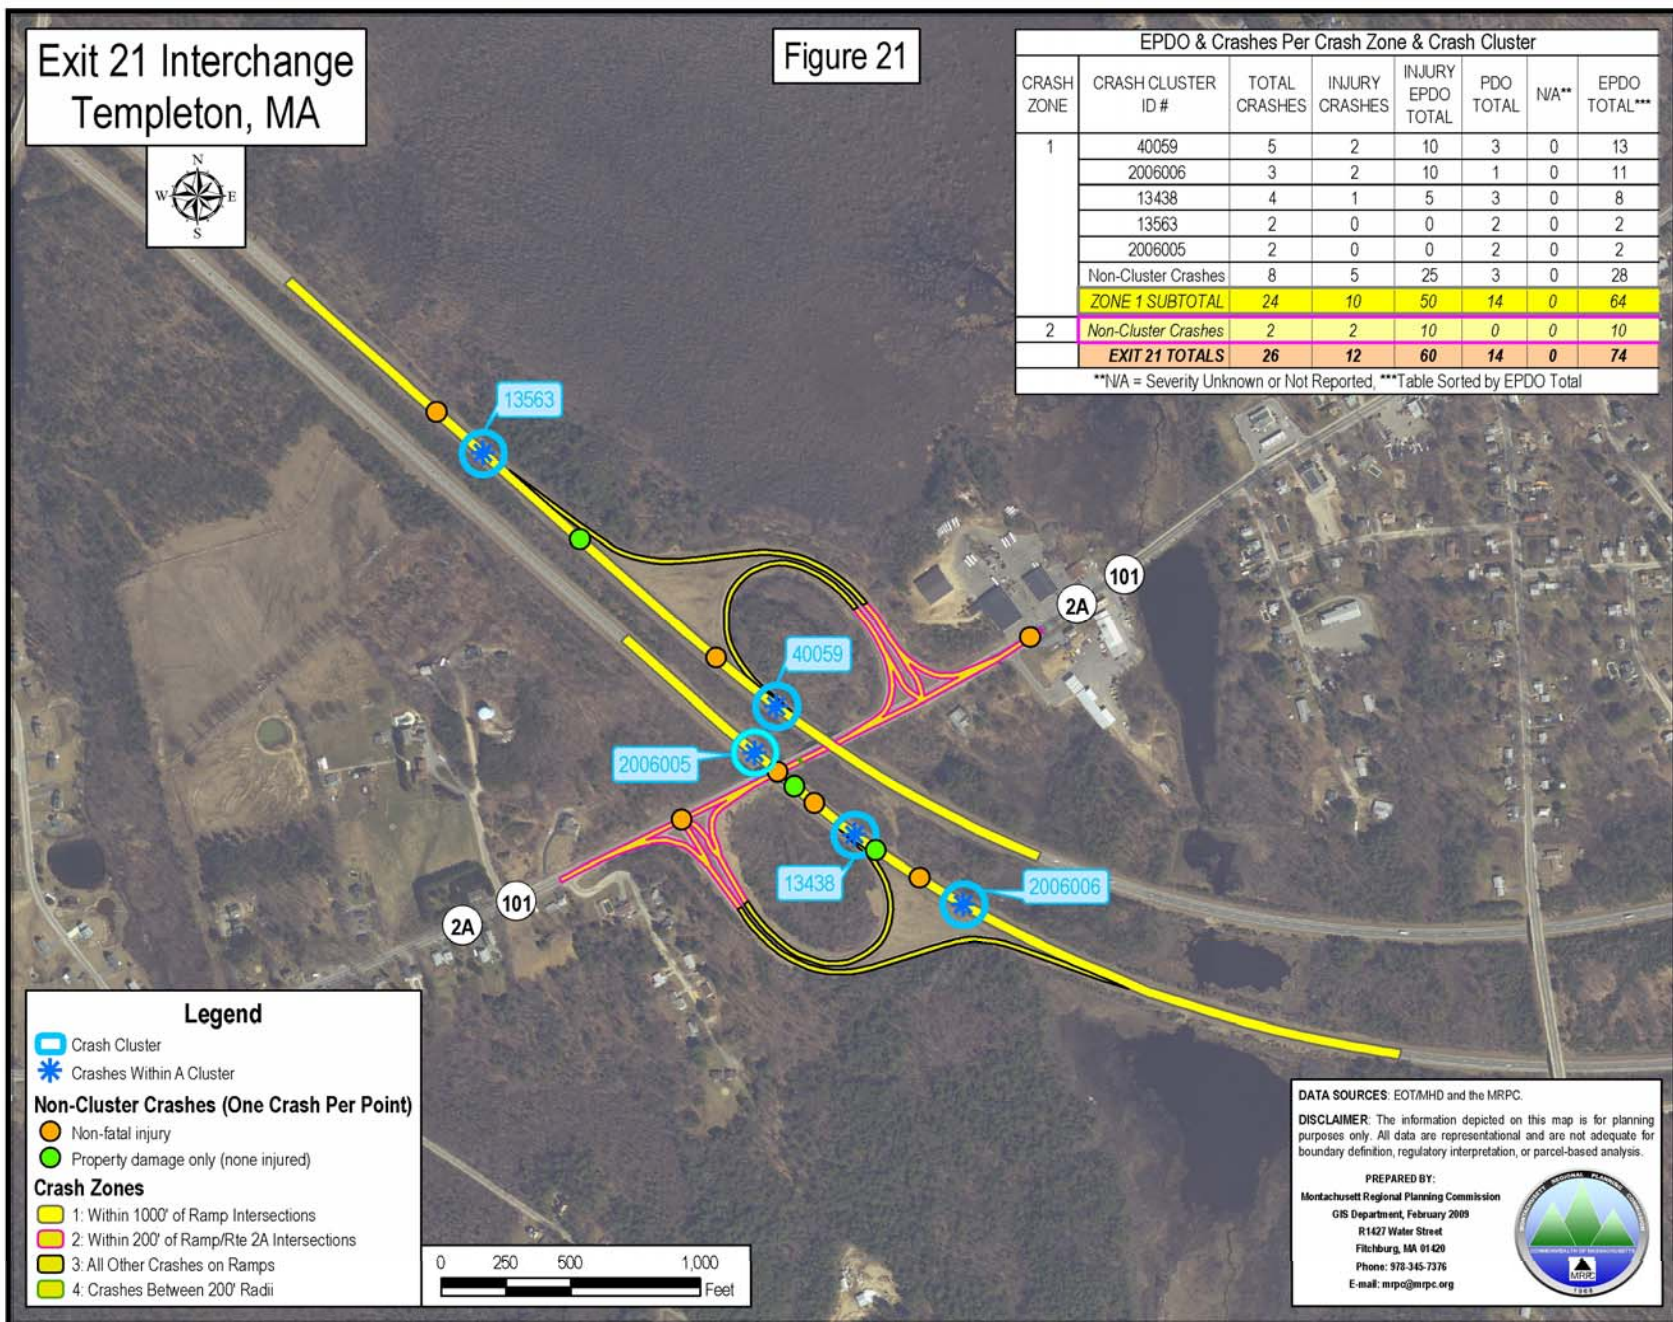 Exit 21 Interchange
Templeton, MA
Figure 21
N
W E
S
EPDO & Crashes Per Crash Zone & Crash Cluster
CRASH ZONE CRASH CLUSTER ID # TOTAL CRASHES INJURY CRASHES INJURY EPDO TOTAL PDO TOTAL N/A** EPDO TOTAL***
1 40059 5 2 10 3 0 13
2006006 3 2 10 1 0 11
13438 4 1 5 3 0 8
13563 2 0 0 2 0 2
2006005 2 0 0 2 0 2
Non-Cluster Crashes 8 5 25 3 0 28
ZONE 1 SUBTOTAL 24 10 50 14 0 64
2 Non-Cluster Crashes 2 2 10 0 0 10
EXIT 21 TOTALS 26 12 60 14 0 74
**N/A = Severity Unknown or Not Reported, ***Table Sorted by EPDO Total
13563
101
2A
40059
2006005
13438
2006006
101
2A
Legend
Crash Cluster
Crashes Within A Cluster
Non-Cluster Crashes (One Crash Per Point)
Non-fatal injury
Property damage only (none injured)
Crash Zones
1: Within 1000' of Ramp Intersections
2: Within 200' of Ramp/Rte 2A Intersections
3: All Other Crashes on Ramps
4: Crashes Between 200' Radii
0 250 500 1,000
Feet
DATA SOURCES: EOT/MHD and the MRPC.
DISCLAIMER: The information depicted on this map is for planning
purposes only. All data are representational and are not adequate for
boundary definition, regulatory interpretation, or parcel-based analysis.
PREPARED BY:
Montachusett Regional Planning Commission
GIS Department, February 2009
R1427 Water Street
Fitchburg, MA 01420
Phone: 978-345-7376
E-mail: mrpc@mrpc.org
MONTACHUSETT REGIONAL PLANNING COMMISSION
COMMONWEALTH OF MASSACHUSETTS
MRPC
1968